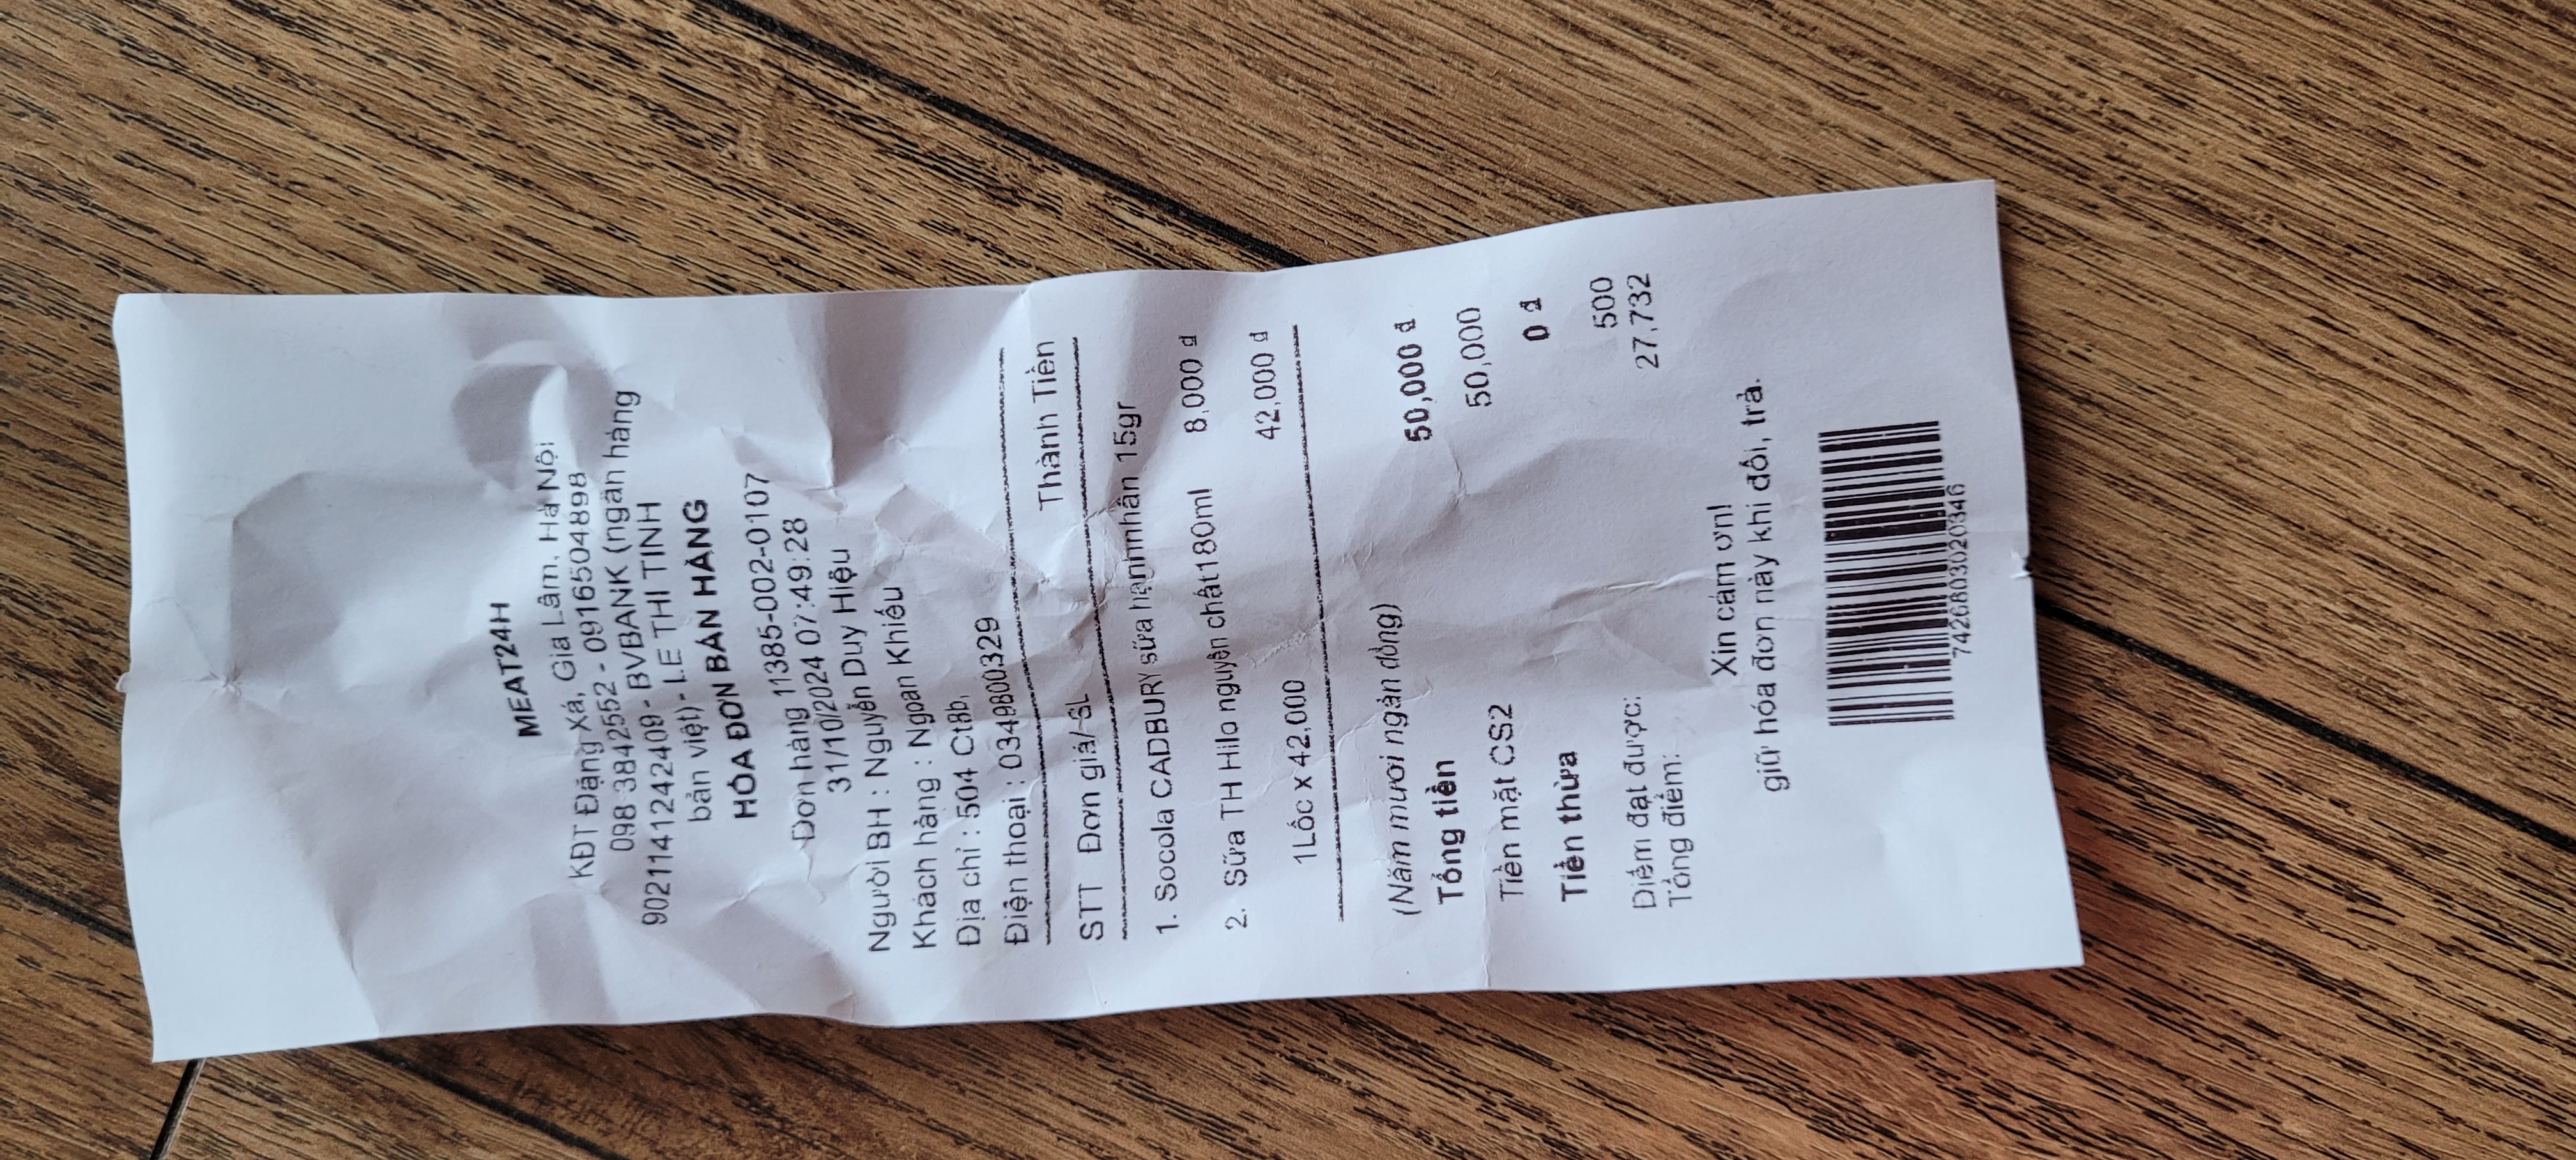 MEAT24H
KĐT Đặng Xá, Gia Lâm, Hà Nội
098 3842552 - 0916504898
9021141242409 - BVBANK (ngân hàng
bản việt) - LE THI TINH
HÓA ĐƠN BÁN HÀNG
Đơn hàng 11385-002-0107
31/10/2024 07:49:28
Người BH : Nguyễn Duy Hiệu
Khách hàng : Ngoan Khiếu
Địa chỉ : 504 Ct8b,
Điện thoại : 0349800329
STT Đơn giá/ SL Thành Tiền
1. Socola CADBURY sữa hạnhnhân 15gr
8,000 đ
2. Sữa TH Hilo nguyên chất180ml
1Lốc x 42,000 42,000 đ
(Năm mươi ngàn đồng)
Tổng tiền 50,000 đ
Tiền mặt CS2 50,000
Tiền thừa 0 đ
Điểm đạt được: 500
Tổng điểm: 27,732
Xin cám ơn!
giữ hóa đơn này khi đổi, trả.
7426803020346